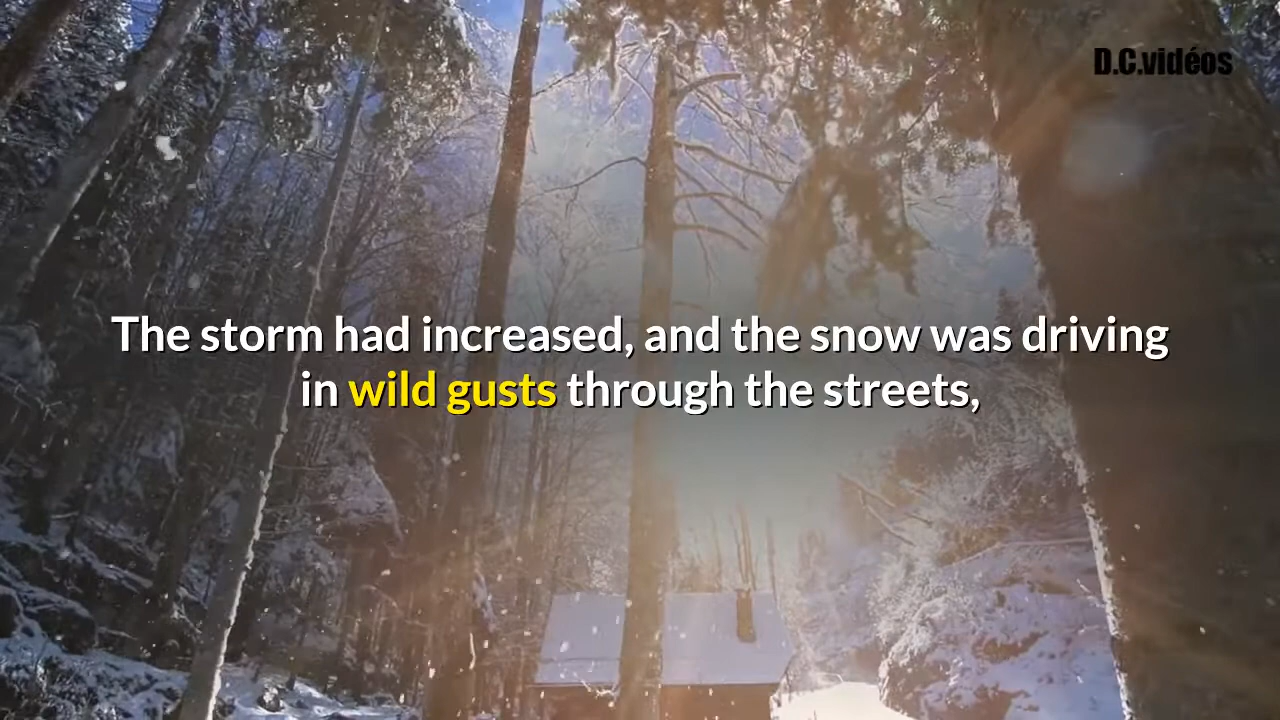 D.C.vidéos
The storm had increased, and the snow was driving
in wild gusts through the streets,